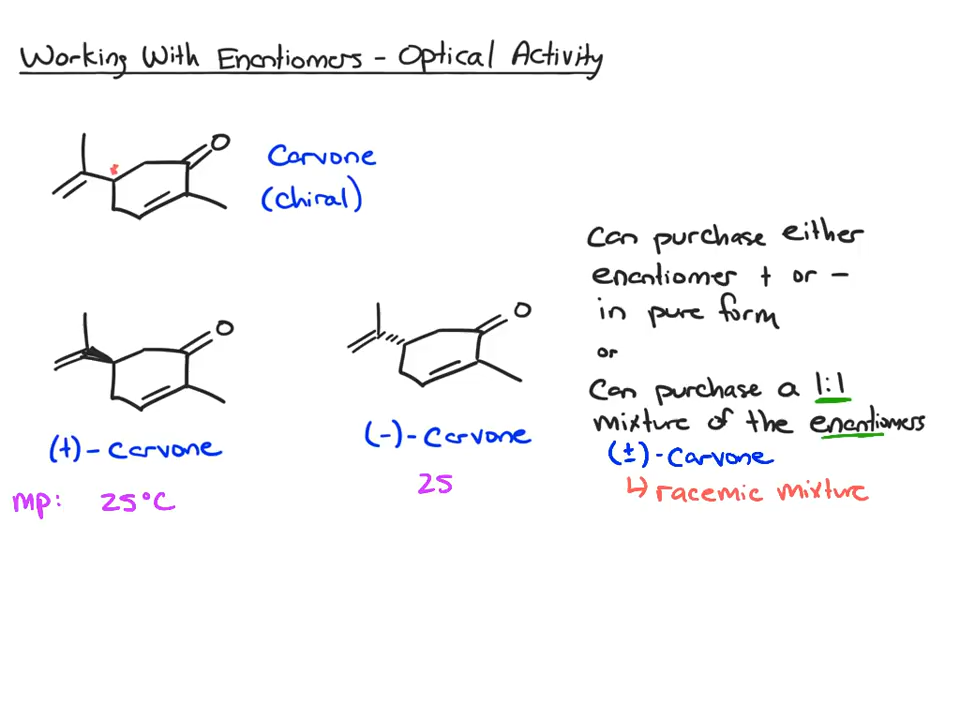 Working With Enantiomers - Optical Activity
O
Carvone
(chiral)
*
Can purchase either
enantiomer + or -
in pure form
or
Can purchase a 1:1
mixture of the enantiomers
(±)-Carvone
↳ racemic mixture
O
O
(+)-Carvone
(-)-Carvone
mp: 25°C
25